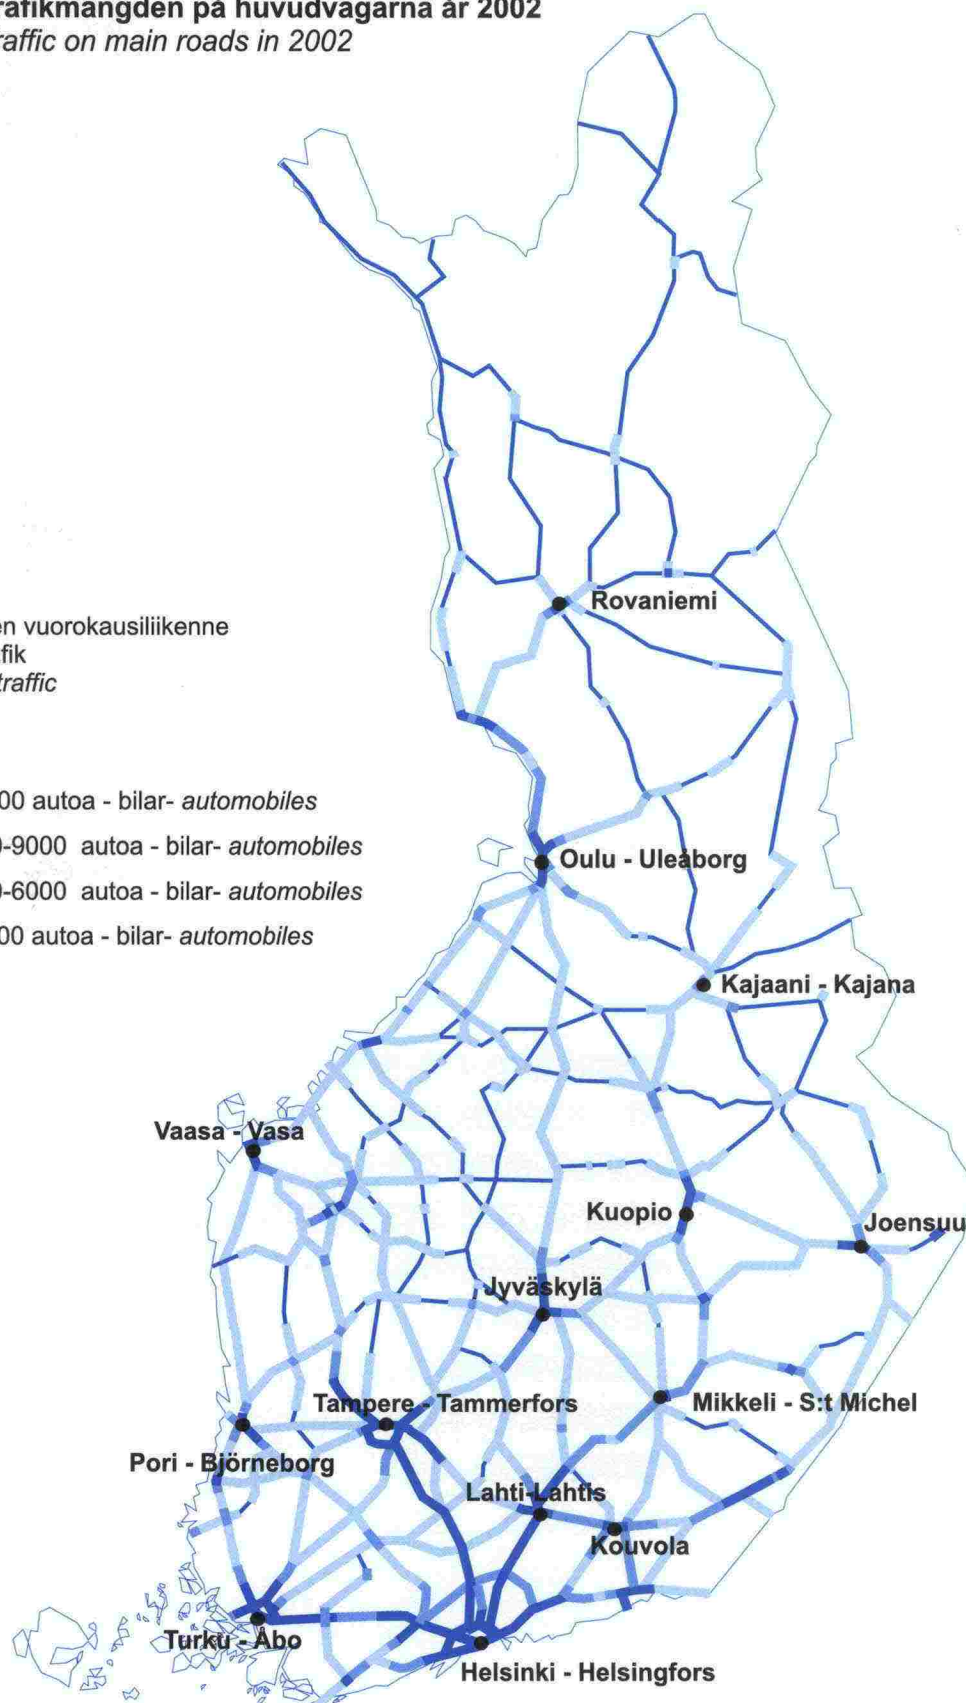 rafikmängden på huvudvägarna år 2002
raffic on main roads in 2002
Rovaniemi
en vuorokausiliikenne
fik
traffic
00 autoa - bilar- automobiles
0-9000 autoa - bilar- automobiles
0-6000 autoa - bilar- automobiles
00 autoa - bilar- automobiles
Oulu - Uleåborg
Kajaani - Kajana
Vaasa - Vasa
Kuopio
Joensuu
Jyväskylä
Tampere - Tammerfors
Mikkeli - S:t Michel
Pori - Björneborg
Lahti-Lahtis
Kouvola
Turku - Åbo
Helsinki - Helsingfors